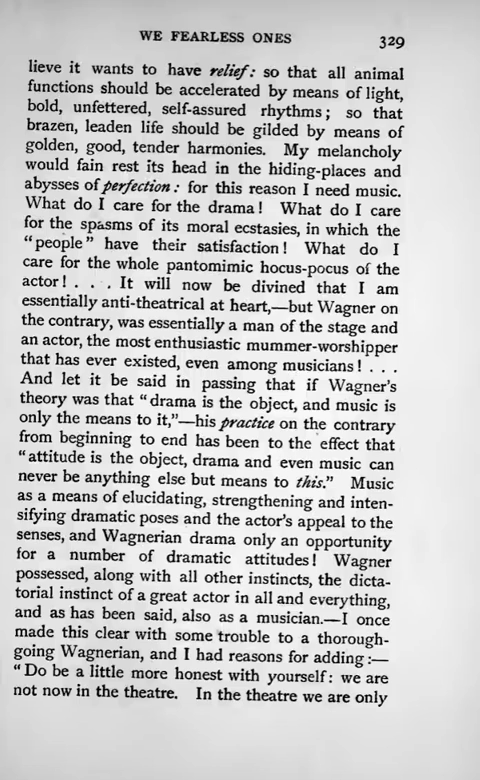 WE FEARLESS ONES 329
lieve it wants to have relief: so that all animal
functions should be accelerated by means of light,
bold, unfettered, self-assured rhythms; so that
brazen, leaden life should be gilded by means of
golden, good, tender harmonies. My melancholy
would fain rest its head in the hiding-places and
abysses of perfection: for this reason I need music.
What do I care for the drama! What do I care
for the spasms of its moral ecstasies, in which the
"people" have their satisfaction! What do I
care for the whole pantomimic hocus-pocus of the
actor! . . . It will now be divined that I am
essentially anti-theatrical at heart,—but Wagner on
the contrary, was essentially a man of the stage and
an actor, the most enthusiastic mummer-worshipper
that has ever existed, even among musicians! . . .
And let it be said in passing that if Wagner's
theory was that "drama is the object, and music is
only the means to it,"—his practice on the contrary
from beginning to end has been to the effect that
"attitude is the object, drama and even music can
never be anything else but means to this." Music
as a means of elucidating, strengthening and inten-
sifying dramatic poses and the actor's appeal to the
senses, and Wagnerian drama only an opportunity
for a number of dramatic attitudes! Wagner
possessed, along with all other instincts, the dicta-
torial instinct of a great actor in all and everything,
and as has been said, also as a musician.—I once
made this clear with some trouble to a thorough-
going Wagnerian, and I had reasons for adding:—
"Do be a little more honest with yourself: we are
not now in the theatre. In the theatre we are only